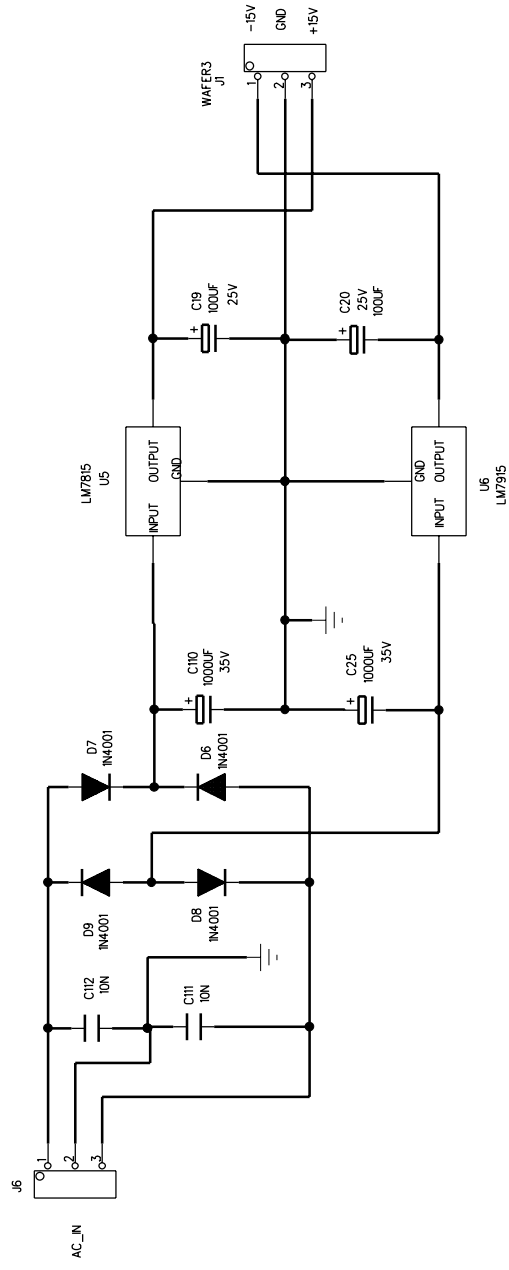 AC_IN
J6
1
2
3
C112
10N
C111
10N
D9
1N4001
D8
1N4001
D7
1N4001
D6
1N4001
C110
1000UF
35V
C25
1000UF
35V
LM7815
U5
INPUT
OUTPUT
GND
U6
LM7915
INPUT
OUTPUT
GND
C19
100UF
25V
C20
25V
100UF
WAFER3
J1
1
2
3
-15V
GND
+15V
+
+
+
+